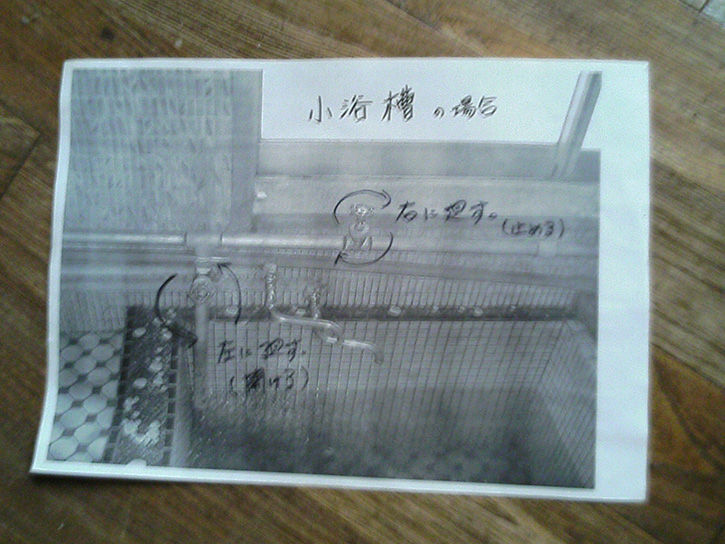 小浴槽の場合
右に廻す。
(止める)
左に廻す。
(開ける)